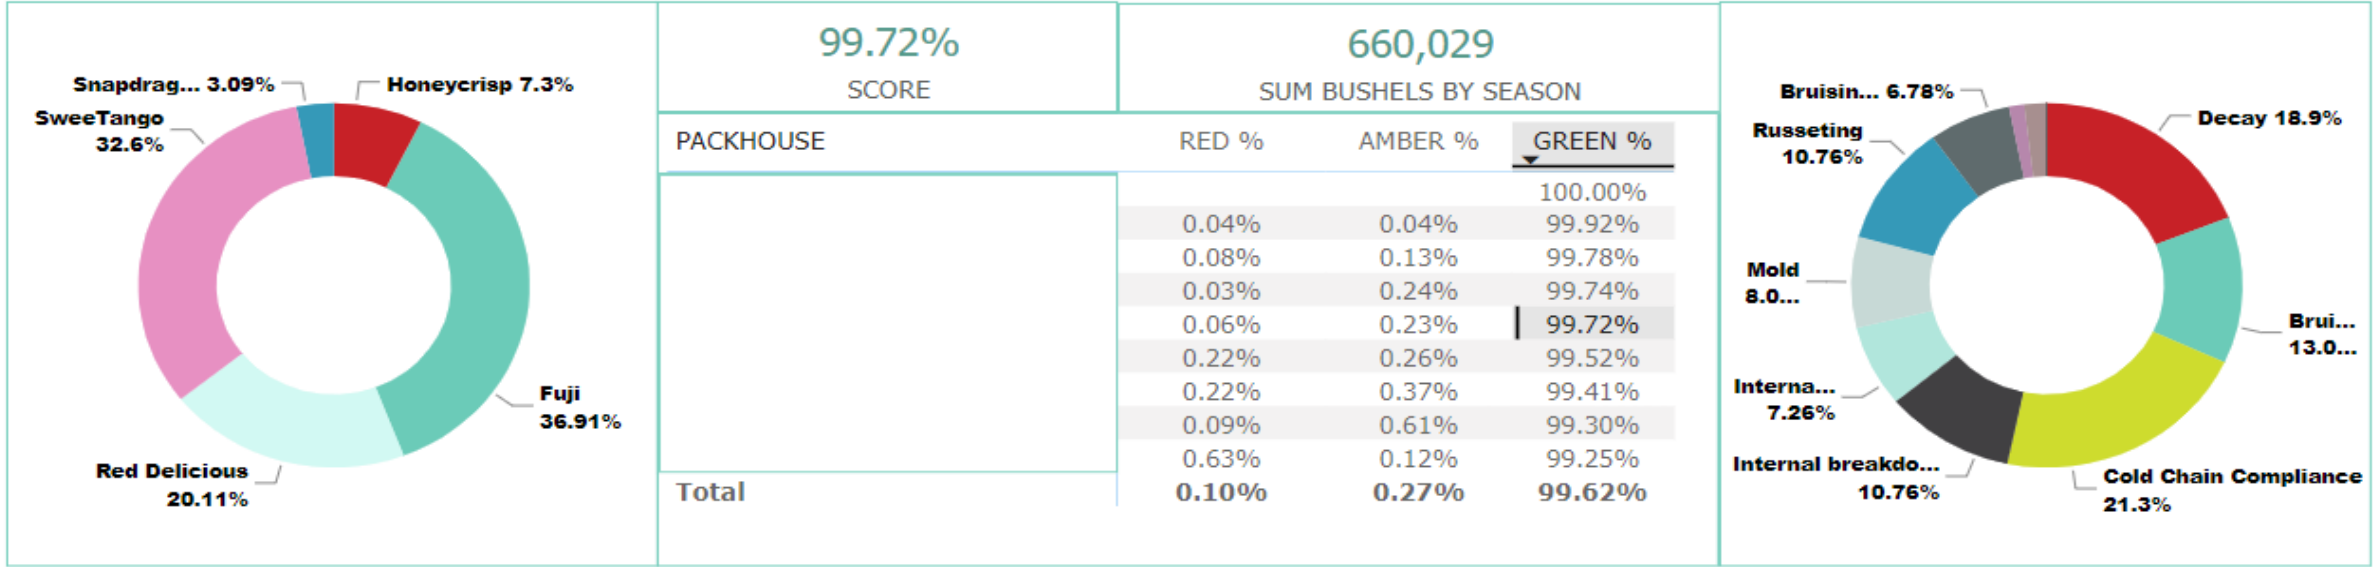 Snapdrag... 3.09%
Honeycrisp 7.3%
SweeTango
32.6%
Fuji
36.91%
Red Delicious
20.11%
99.72%
SCORE
660,029
SUM BUSHELS BY SEASON
PACKHOUSE RED % AMBER % GREEN %
100.00%
0.04% 0.04% 99.92%
0.08% 0.13% 99.78%
0.03% 0.24% 99.74%
0.06% 0.23% 99.72%
0.22% 0.26% 99.52%
0.22% 0.37% 99.41%
0.09% 0.61% 99.30%
0.63% 0.12% 99.25%
Total 0.10% 0.27% 99.62%
Bruisin... 6.78%
Decay 18.9%
Russeting
10.76%
Mold
8.0...
Brui...
13.0...
Interna...
7.26%
Internal breakdo...
10.76%
Cold Chain Compliance
21.3%